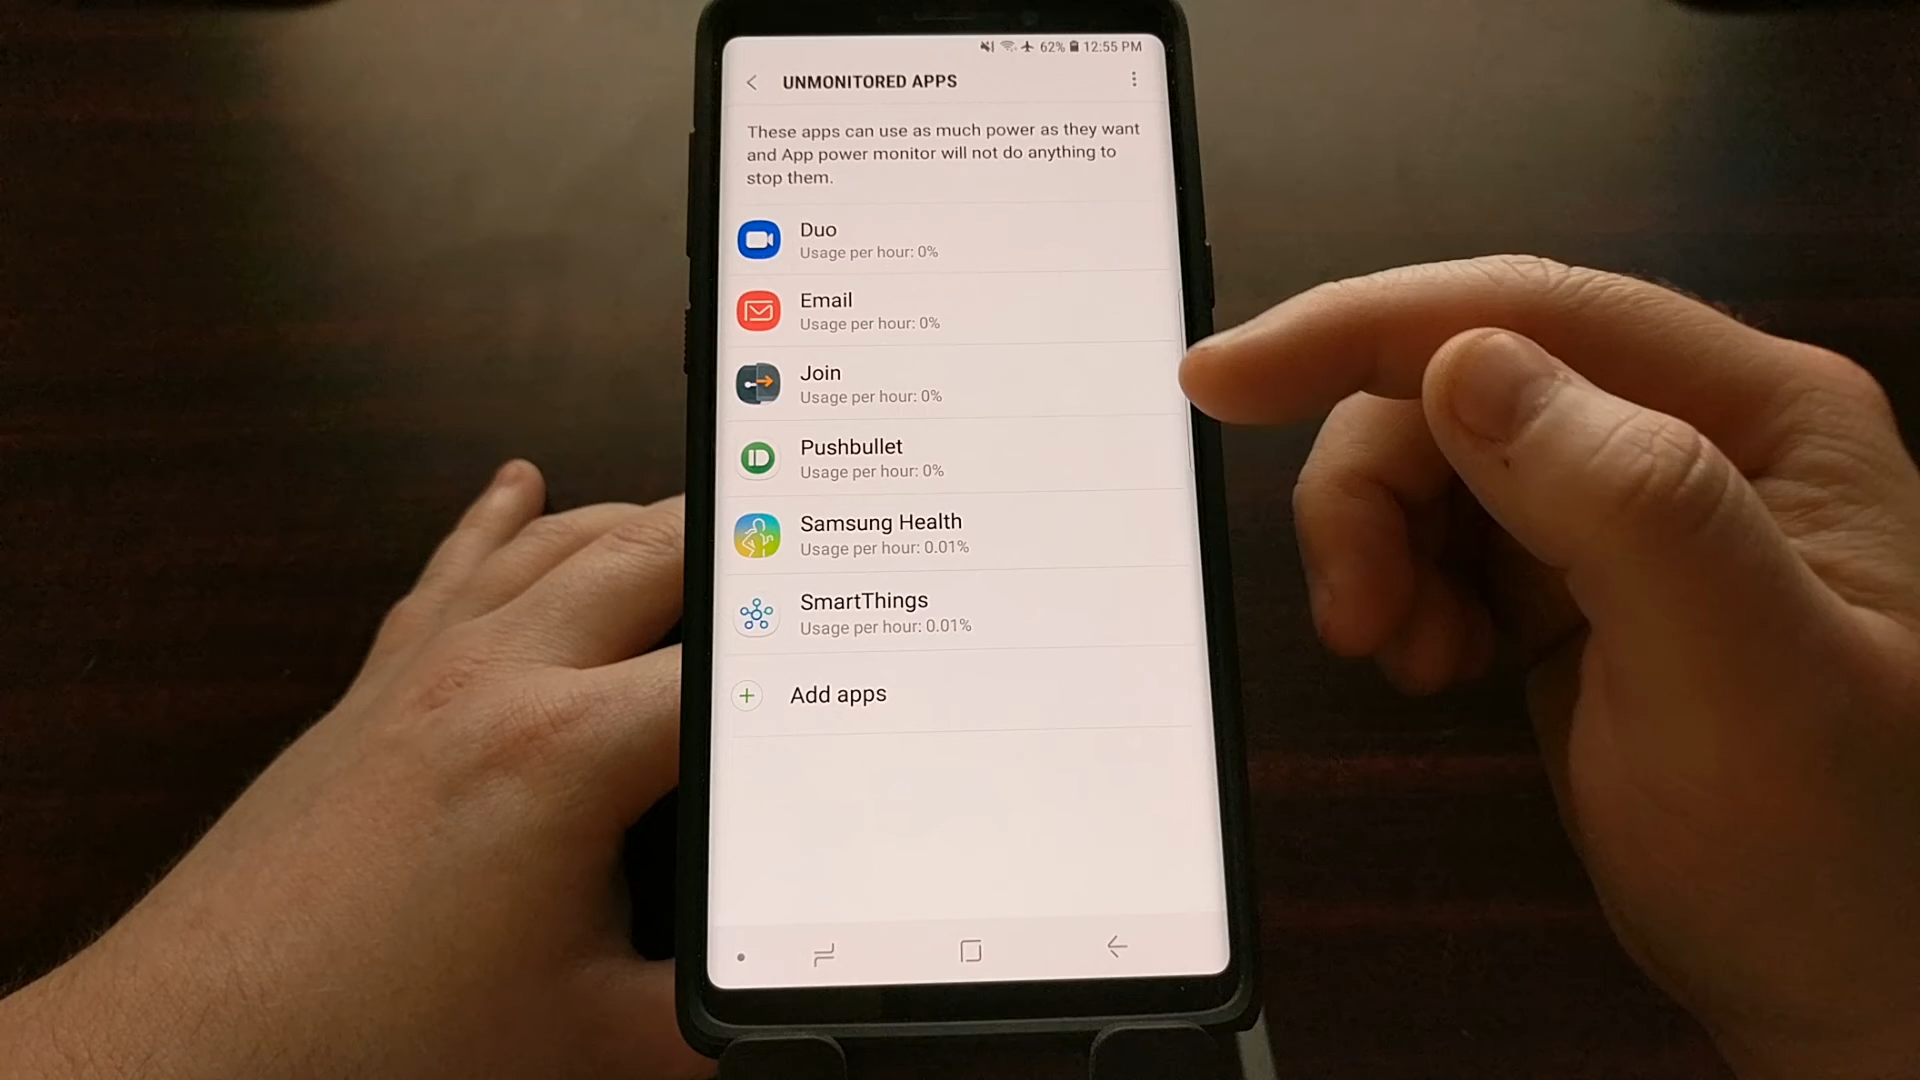 62% 12:55 PM
UNMONITORED APPS
These apps can use as much power as they want
and App power monitor will not do anything to
stop them.
Duo
Usage per hour: 0%
Email
Usage per hour: 0%
Join
Usage per hour: 0%
Pushbullet
Usage per hour: 0%
Samsung Health
Usage per hour: 0.01%
SmartThings
Usage per hour: 0.01%
Add apps